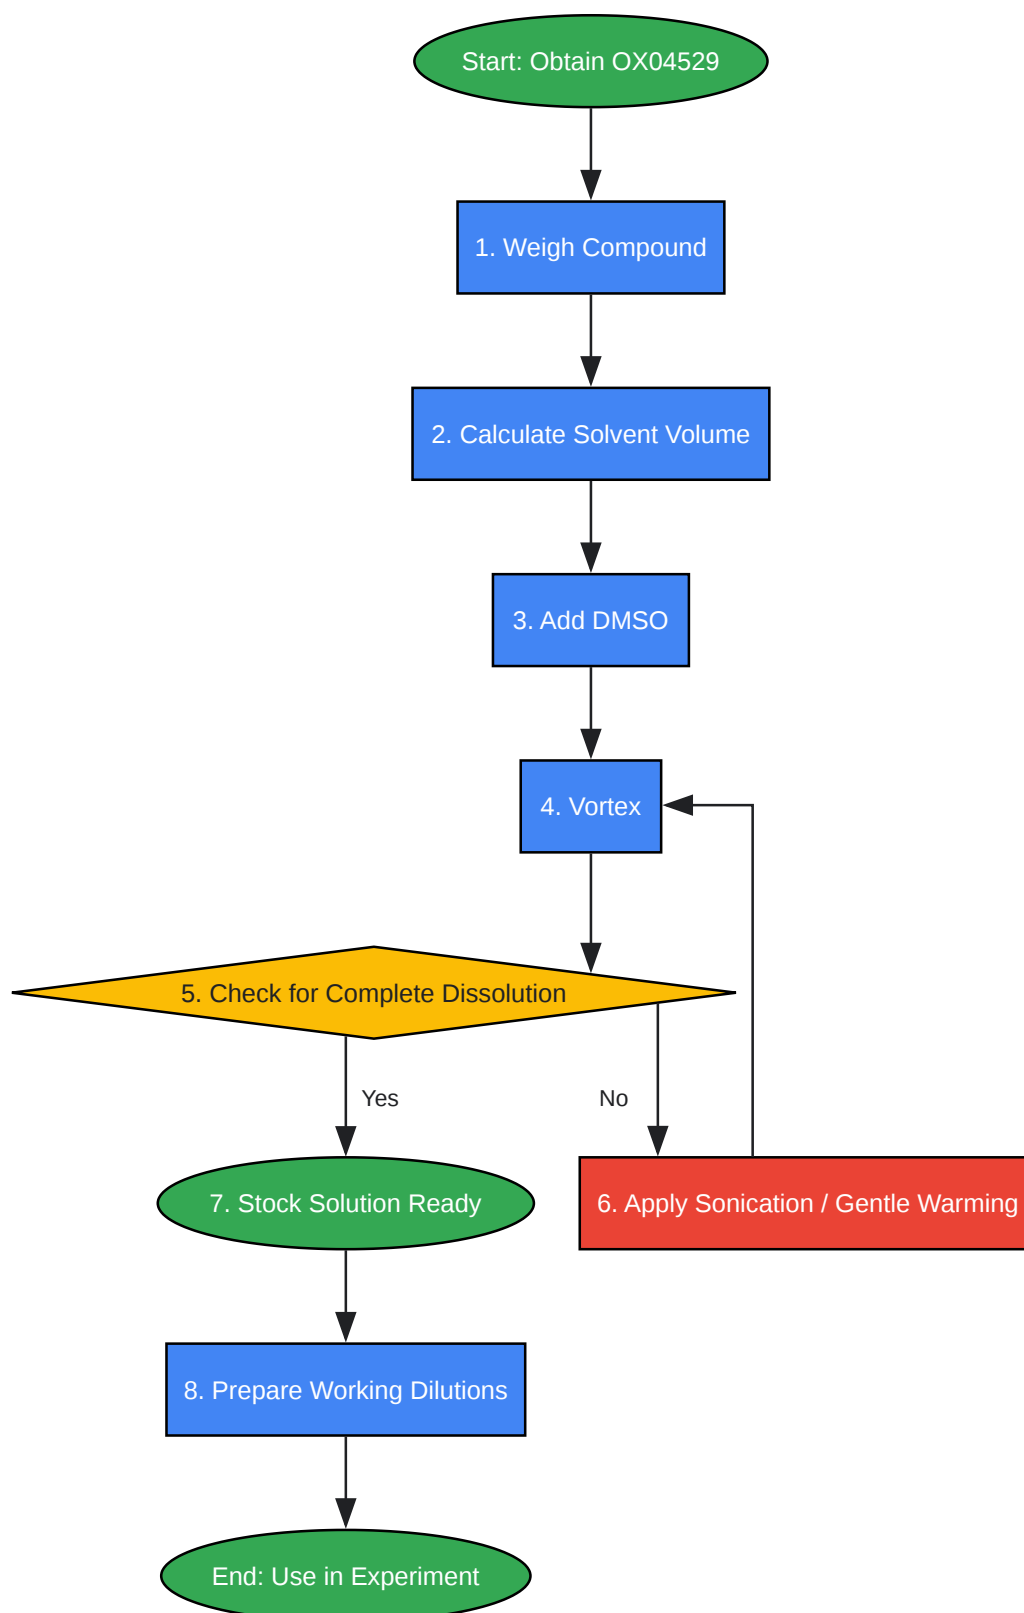 Start: Obtain OX04529
1. Weigh Compound
2. Calculate Solvent Volume
3. Add DMSO
4. Vortex
5. Check for Complete Dissolution
Yes
No
7. Stock Solution Ready
6. Apply Sonication / Gentle Warming
8. Prepare Working Dilutions
End: Use in Experiment